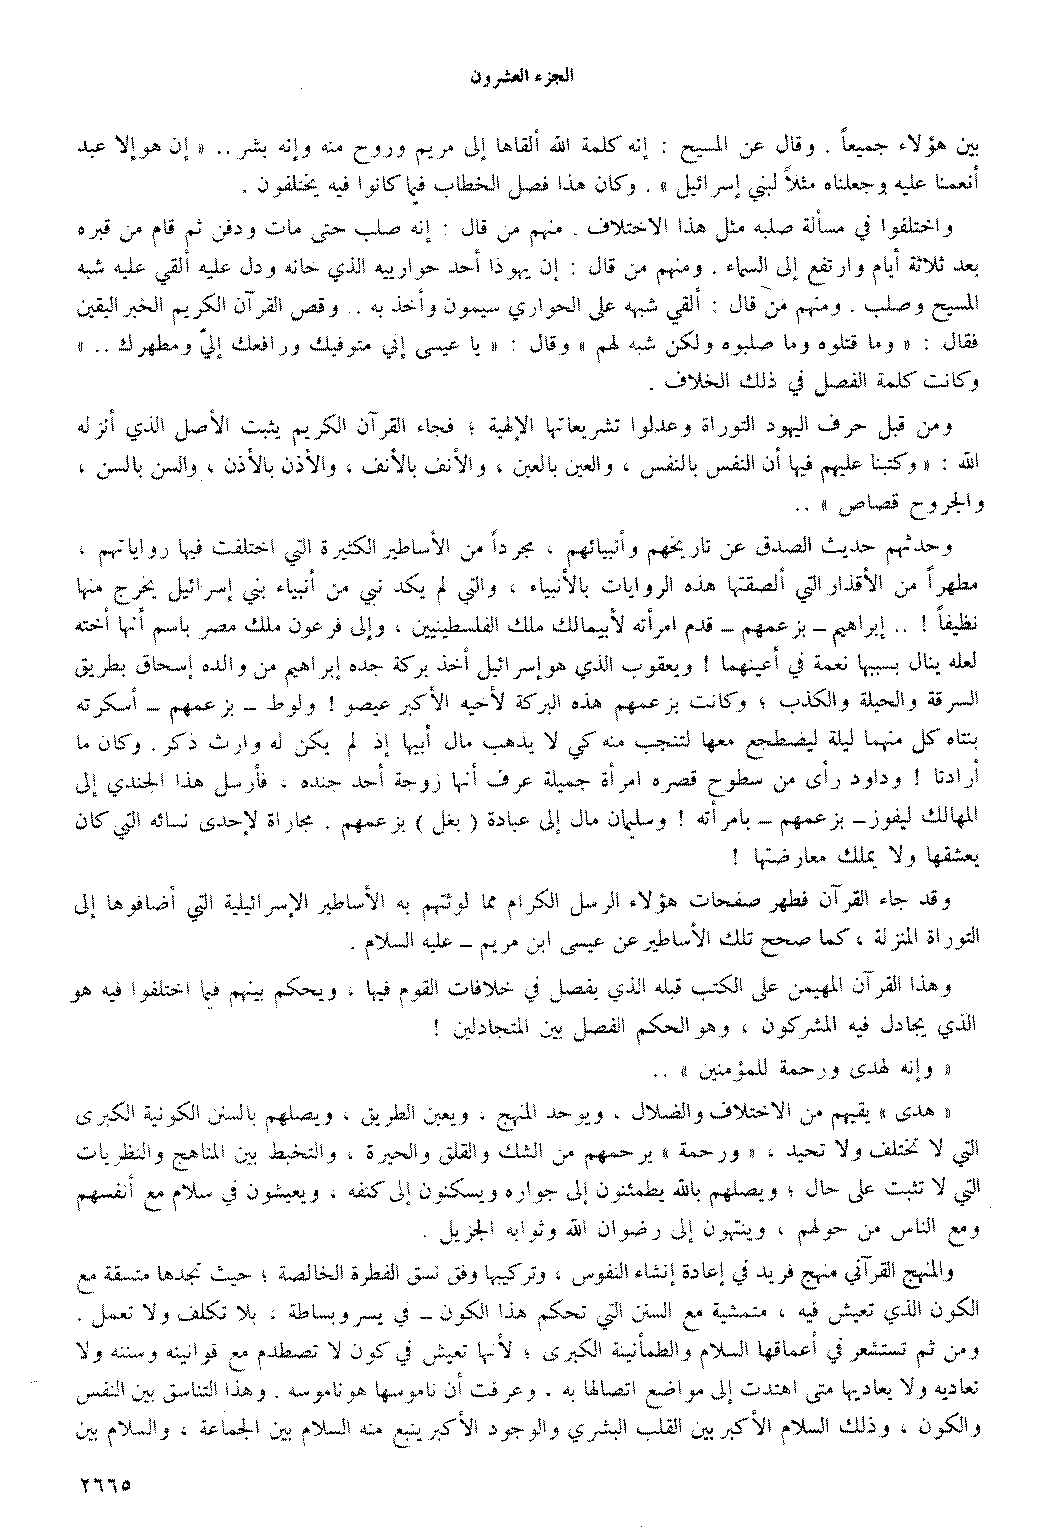 الجزء العشرون
بين هؤلاء جميعاً . وقال عن المسيح : إنه كلمة الله ألقاها إلى مريم وروح منه وإنه بشر .. « إن هو إلا عبد
أنعمنا عليه وجعلناه مثلاً لبني إسرائيل » . وكان هذا فصل الخطاب فيما كانوا فيه يختلفون .
واختلفوا في مسألة صلبه مثل هذا الاختلاف . منهم من قال : إنه صلب حتى مات ودفن ثم قام من قبره
بعد ثلاثة أيام وارتفع إلى السماء . ومنهم من قال : إن يهوذا أحد حوارييه الذي خانه ودل عليه ألقي عليه شبه
المسيح وصلب . ومنهم من قال : ألقي شبهه على الحواري سيمون وأخذ به .. وقص القرآن الكريم الخبر اليقين
فقال : « وما قتلوه وما صلبوه ولكن شبه لهم » وقال : « يا عيسى إني متوفيك ورافعك إليّ ومطهرك .. »
وكانت كلمة الفصل في ذلك الخلاف .
ومن قبل حرف اليهود التوراة وعدلوا تشريعاتها الإلهية ؛ فجاء القرآن الكريم يثبت الأصل الذي أنزله
الله : « وكتبنا عليهم فيها أن النفس بالنفس ، والعين بالعين ، والأنف بالأنف ، والأذن بالأذن ، والسن بالسن ،
والجروح قصاص » ..
وحدثهم حديث الصدق عن تاريخهم وأنبيائهم ، مجرداً من الأساطير الكثيرة التي اختلفت فيها رواياتهم ،
مطهراً من الأقذار التي ألصقتها هذه الروايات بالأنبياء ، والتي لم يكد نبي من أنبياء بني إسرائيل يخرج منها
نظيفاً ! .. إبراهيم – بزعمهم – قدم امرأته لأبيمالك ملك الفلسطينيين ، وإلى فرعون ملك مصر باسم أنها أخته
لعله ينال بسببها نعمة في أعينهما ! ويعقوب الذي هو إسرائيل أخذ بركة جده إبراهيم من والده إسحاق بطريق
السرقة والحيلة والكذب ؛ وكانت بزعمهم هذه البركة لأخيه الأكبر عيصو ! ولوط – بزعمهم – أسكرته
بنتاه كل منهما ليلة ليضطجع معها لتنجب منه كي لا يذهب مال أبيها إذ لم يكن له وارث ذكر . وكان ما
أرادتا ! وداود رأى من سطوح قصره امرأة جميلة عرف أنها زوجة أحد جنده ، فأرسل هذا الجندي إلى
المهالك ليفوز – بزعمهم – بامرأته ! وسليمان مال إلى عبادة ( بغل ) بزعمهم . مجاراة لإحدى نسائه التي كان
يعشقها ولا يملك معارضتها !
وقد جاء القرآن فطهر صفحات هؤلاء الرسل الكرام مما لوثتهم به الأساطير الإسرائيلية التي أضافوها إلى
التوراة المنزلة ، كما صحح تلك الأساطير عن عيسى ابن مريم – عليه السلام .
وهذا القرآن المهيمن على الكتب قبله الذي يفصل في خلافات القوم فيها ، ويحكم بينهم فيما اختلفوا فيه هو
الذي يجادل فيه المشركون ، وهو الحكم الفصل بين المتجادلين !
« وإنه لهدى ورحمة للمؤمنين » ..
« هدى » يقيهم من الاختلاف والضلال ، ويوحد المنهج ، ويعين الطريق ، ويصلهم بالسنن الكونية الكبرى
التي لا تختلف ولا تحيد ، « ورحمة » يرحمهم من الشك والقلق والحيرة ، والتخبط بين المناهج والنظريات
التي لا تثبت على حال ؛ ويصلهم بالله يطمئنون إلى جواره ويسكنون إلى كنفه ، ويعيشون في سلام مع أنفسهم
ومع الناس من حولهم ، وينتهون إلى رضوان الله وثوابه الجزيل .
والمنهج القرآني منهج فريد في إعادة إنشاء النفوس ، وتركيبها وفق نسق الفطرة الخالصة ؛ حيث تجدها متسقة مع
الكون الذي تعيش فيه ، متمشية مع السنن التي تحكم هذا الكون – في يسر وبساطة ، بلا تكلف ولا تعمل .
ومن ثم تستشعر في أعماقها السلام والطمأنينة الكبرى ؛ لأنها تعيش في كون لا تصطدم مع قوانينه وسننه ولا
تعاديه ولا يعاديها متى اهتدت إلى مواضع اتصالها به ، وعرفت أن ناموسها هو ناموسه . وهذا التناسق بين النفس
والكون ، وذلك السلام الأكبر بين القلب البشري والوجود الأكبر ينبع منه السلام بين الجماعة ، والسلام بين
٢٦٦٥